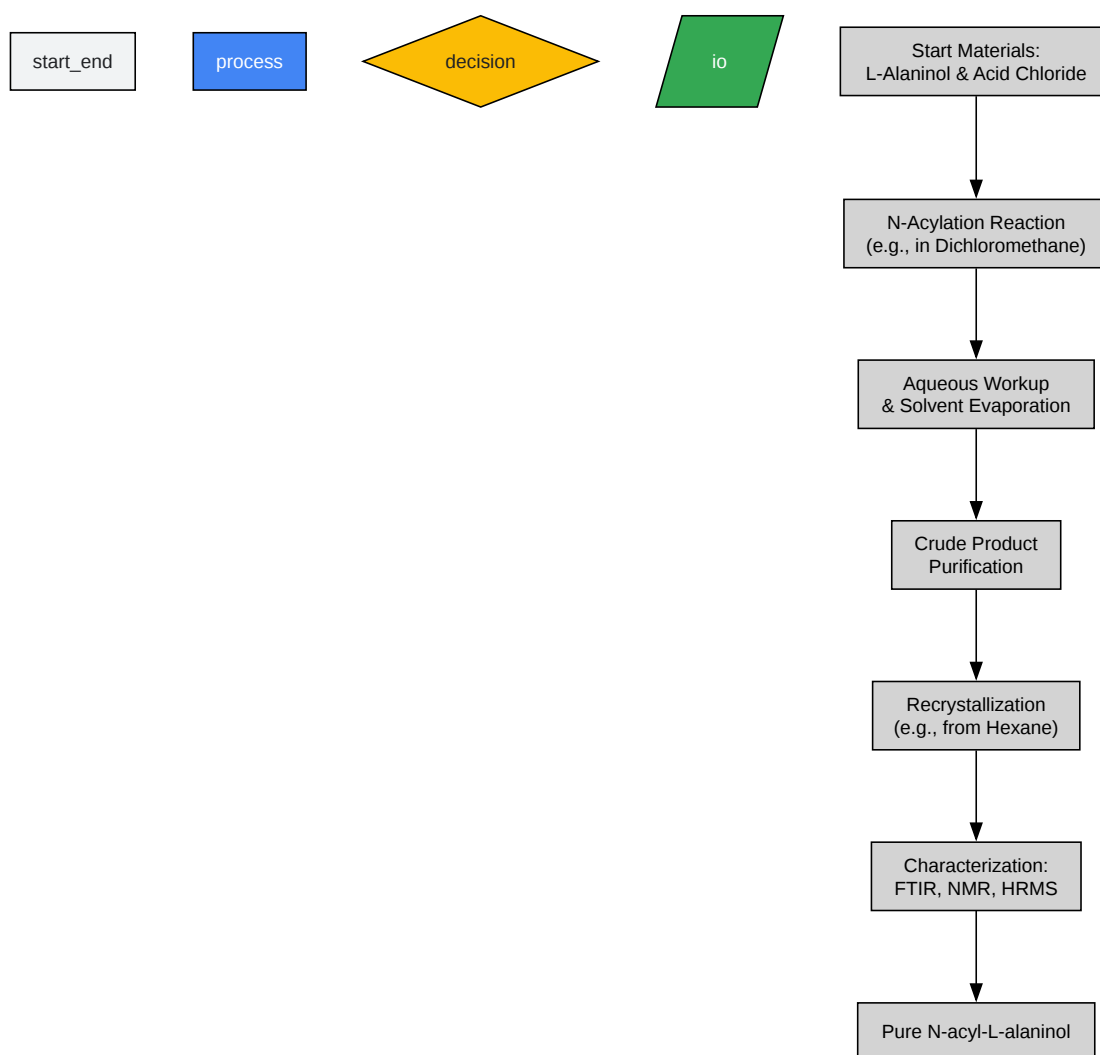 start_end
process
decision
io
Start Materials:
L-Alaninol & Acid Chloride
N-Acylation Reaction
(e.g., in Dichloromethane)
Aqueous Workup
& Solvent Evaporation
Crude Product
Purification
Recrystallization
(e.g., from Hexane)
Characterization:
FTIR, NMR, HRMS
Pure N-acyl-L-alaninol